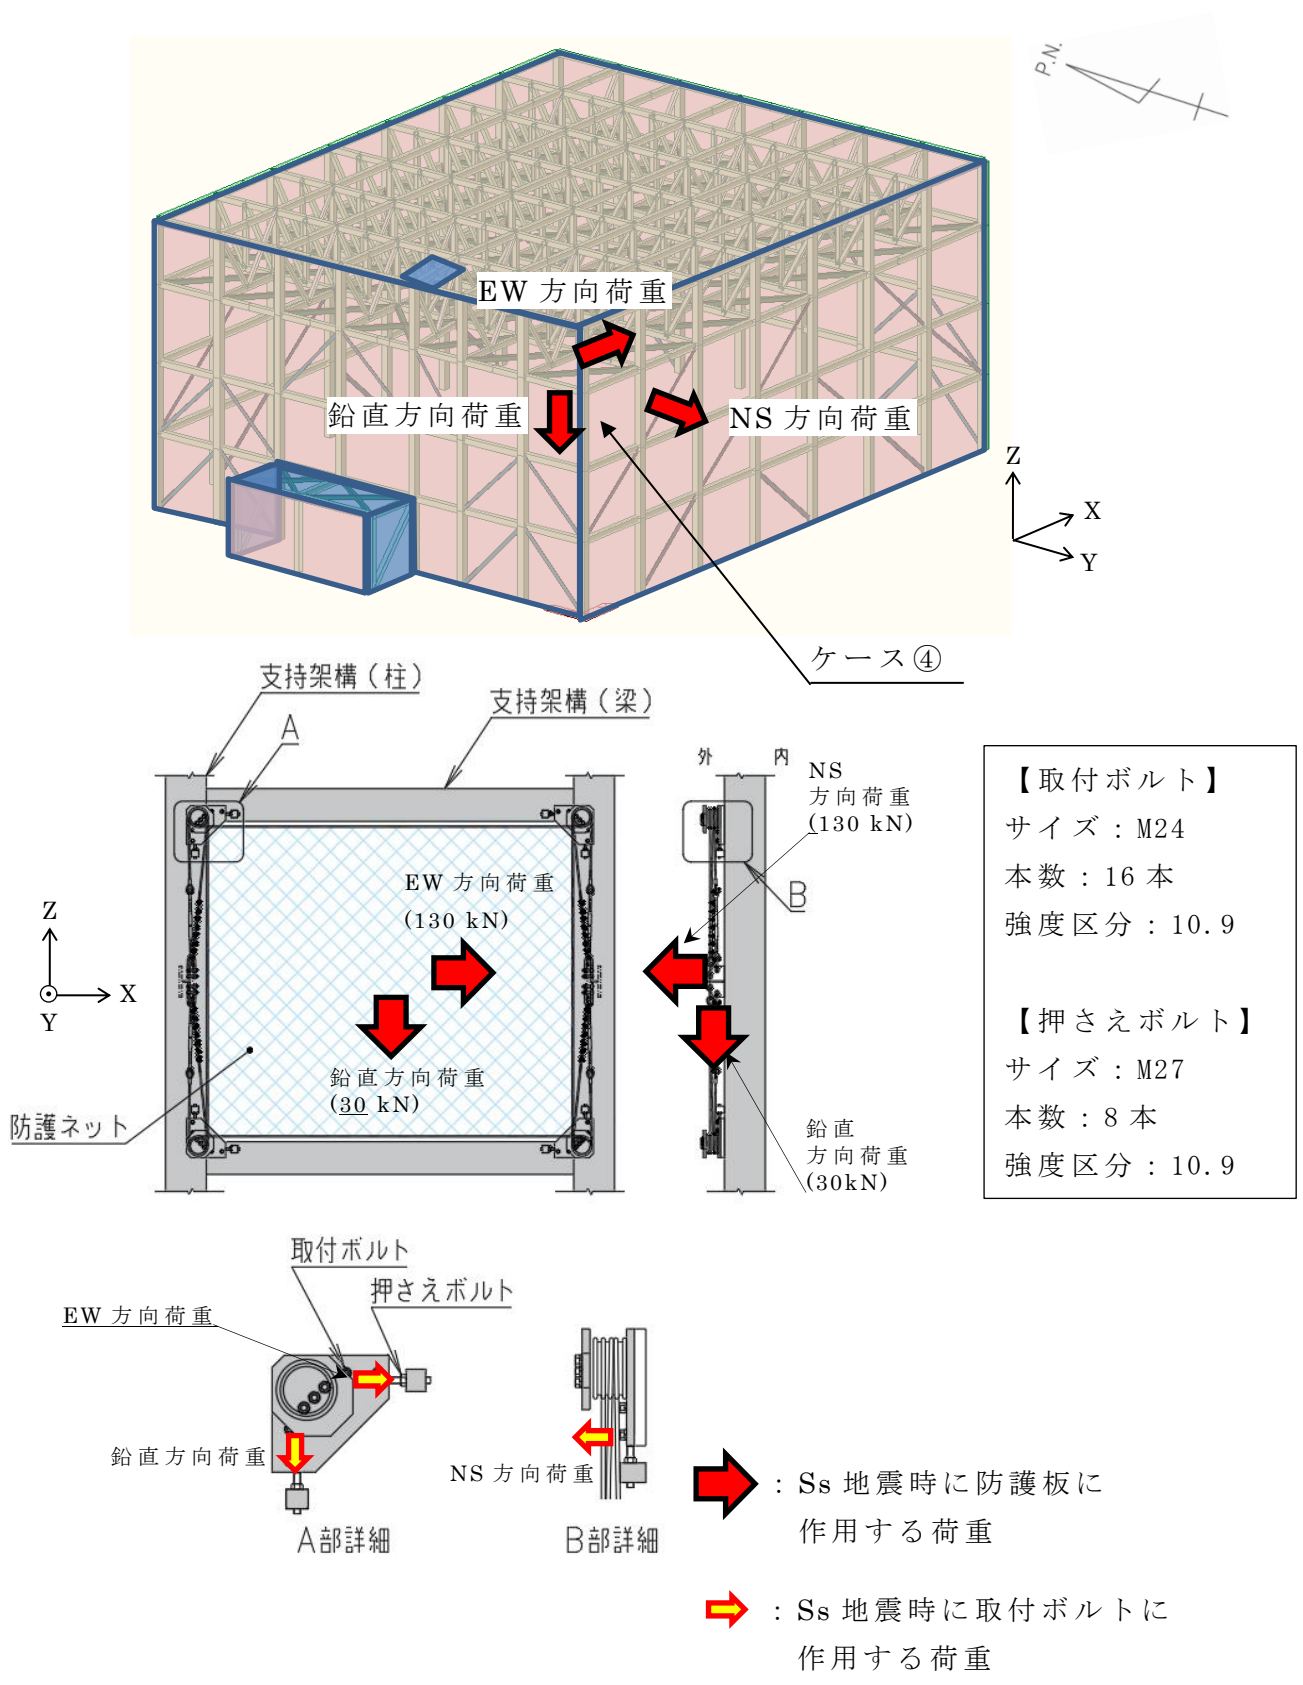 P.N.
EW 方向荷重
鉛直方向荷重
NS 方向荷重
Z
X
Y
ケース④
支持架構（柱）
支持架構（梁）
A
外
内
NS
方向荷重
(130 kN)
B
EW 方向荷重
(130 kN)
Z
X
Y
鉛直方向荷重
(30 kN)
防護ネット
鉛直
方向荷重
(30kN)
【取付ボルト】
サイズ：M24
本数：16 本
強度区分：10.9
【押さえボルト】
サイズ：M27
本数：8 本
強度区分：10.9
取付ボルト
押さえボルト
EW 方向荷重
鉛直方向荷重
A部詳細
NS 方向荷重
B部詳細
：Ss 地震時に防護板に
作用する荷重
：Ss 地震時に取付ボルトに
作用する荷重